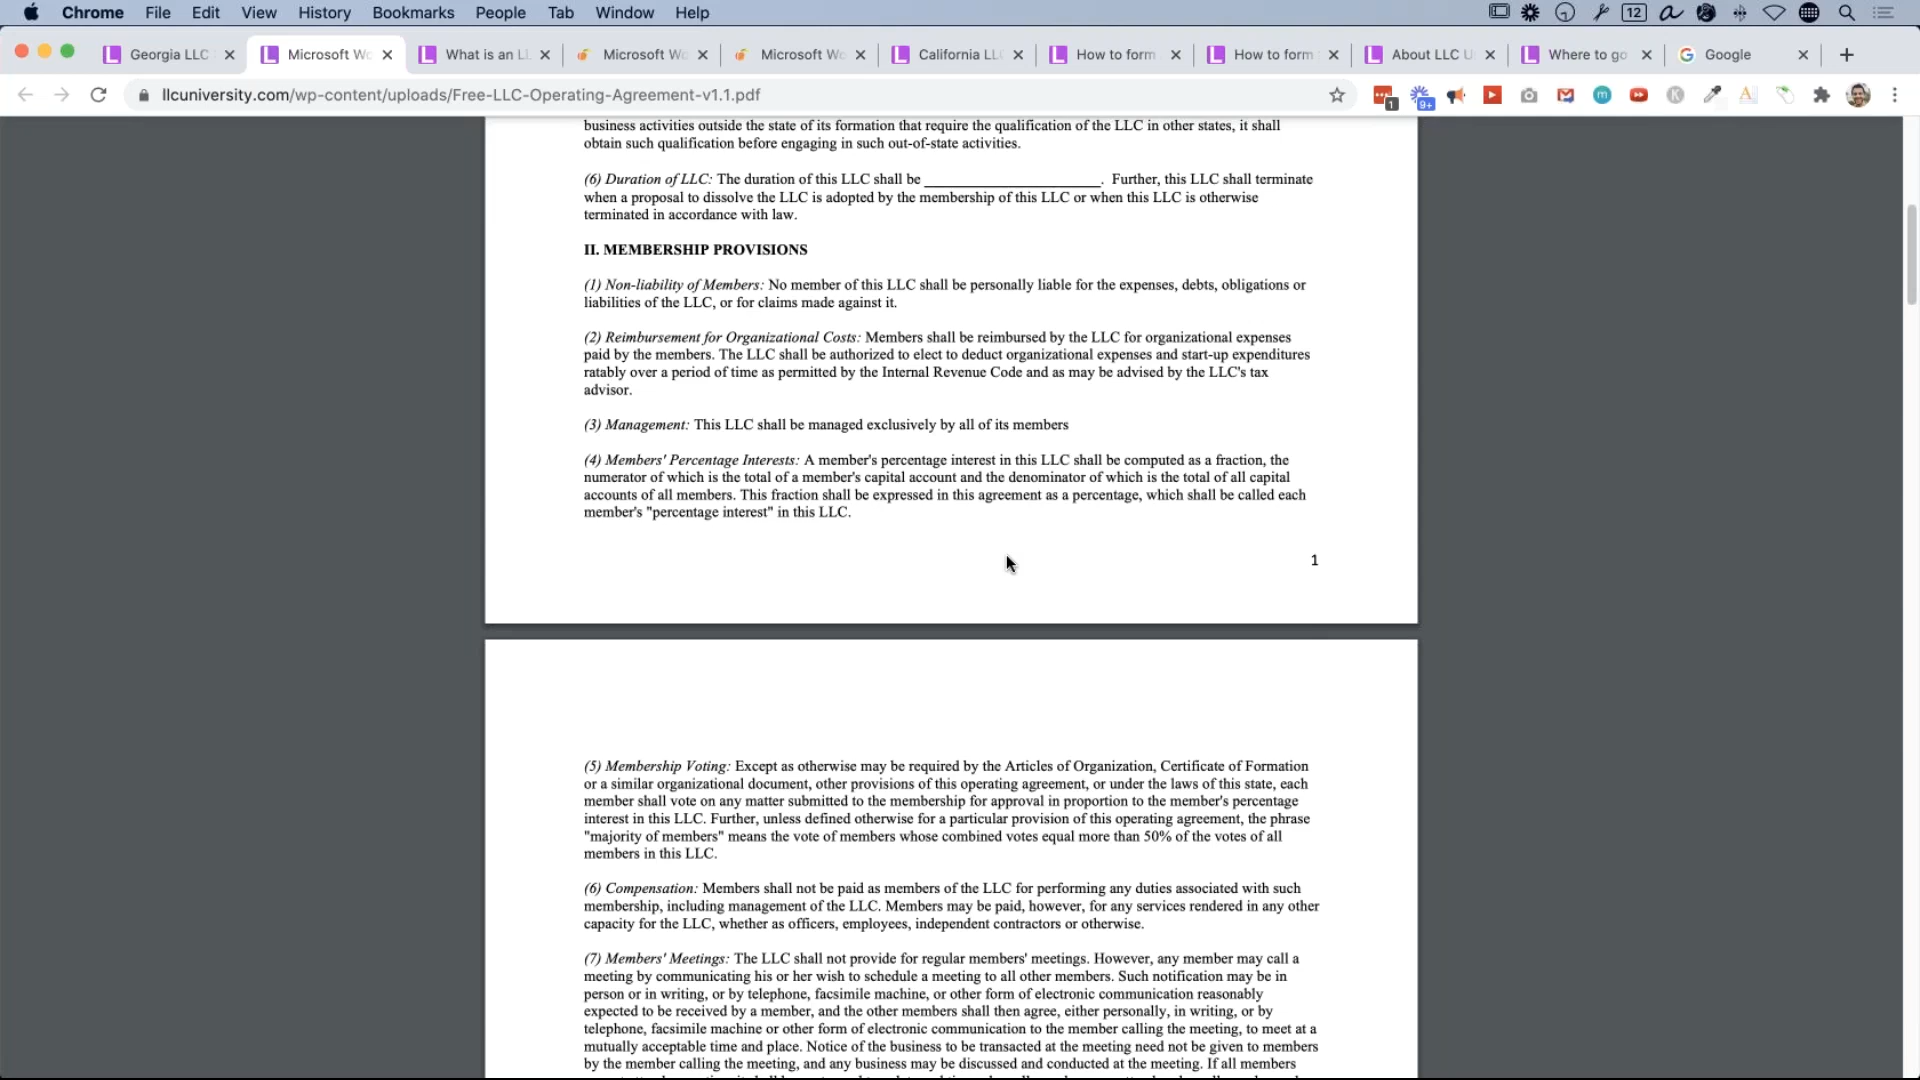 Chrome File Edit View History Bookmarks People Tab Window Help
12
Georgia LLC
Microsoft Wo
What is an LL
Microsoft Wo
Microsoft Wo
California LLC
How to form
How to form
About LLC U
Where to go
Google
llcuniversity.com/wp-content/uploads/Free-LLC-Operating-Agreement-v1.1.pdf
1
9+
business activities outside the state of its formation that require the qualification of the LLC in other states, it shall
obtain such qualification before engaging in such out-of-state activities.
(6) Duration of LLC: The duration of this LLC shall be ________________________. Further, this LLC shall terminate
when a proposal to dissolve the LLC is adopted by the membership of this LLC or when this LLC is otherwise
terminated in accordance with law.
II. MEMBERSHIP PROVISIONS
(1) Non-liability of Members: No member of this LLC shall be personally liable for the expenses, debts, obligations or
liabilities of the LLC, or for claims made against it.
(2) Reimbursement for Organizational Costs: Members shall be reimbursed by the LLC for organizational expenses
paid by the members. The LLC shall be authorized to elect to deduct organizational expenses and start-up expenditures
ratably over a period of time as permitted by the Internal Revenue Code and as may be advised by the LLC's tax
advisor.
(3) Management: This LLC shall be managed exclusively by all of its members
(4) Members' Percentage Interests: A member's percentage interest in this LLC shall be computed as a fraction, the
numerator of which is the total of a member's capital account and the denominator of which is the total of all capital
accounts of all members. This fraction shall be expressed in this agreement as a percentage, which shall be called each
member's "percentage interest" in this LLC.
1
(5) Membership Voting: Except as otherwise may be required by the Articles of Organization, Certificate of Formation
or a similar organizational document, other provisions of this operating agreement, or under the laws of this state, each
member shall vote on any matter submitted to the membership for approval in proportion to the member's percentage
interest in this LLC. Further, unless defined otherwise for a particular provision of this operating agreement, the phrase
"majority of members" means the vote of members whose combined votes equal more than 50% of the votes of all
members in this LLC.
(6) Compensation: Members shall not be paid as members of the LLC for performing any duties associated with such
membership, including management of the LLC. Members may be paid, however, for any services rendered in any other
capacity for the LLC, whether as officers, employees, independent contractors or otherwise.
(7) Members' Meetings: The LLC shall not provide for regular members' meetings. However, any member may call a
meeting by communicating his or her wish to schedule a meeting to all other members. Such notification may be in
person or in writing, or by telephone, facsimile machine, or other form of electronic communication reasonably
expected to be received by a member, and the other members shall then agree, either personally, in writing, or by
telephone, facsimile machine or other form of electronic communication to the member calling the meeting, to meet at a
mutually acceptable time and place. Notice of the business to be transacted at the meeting need not be given to members
by the member calling the meeting, and any business may be discussed and conducted at the meeting. If all members